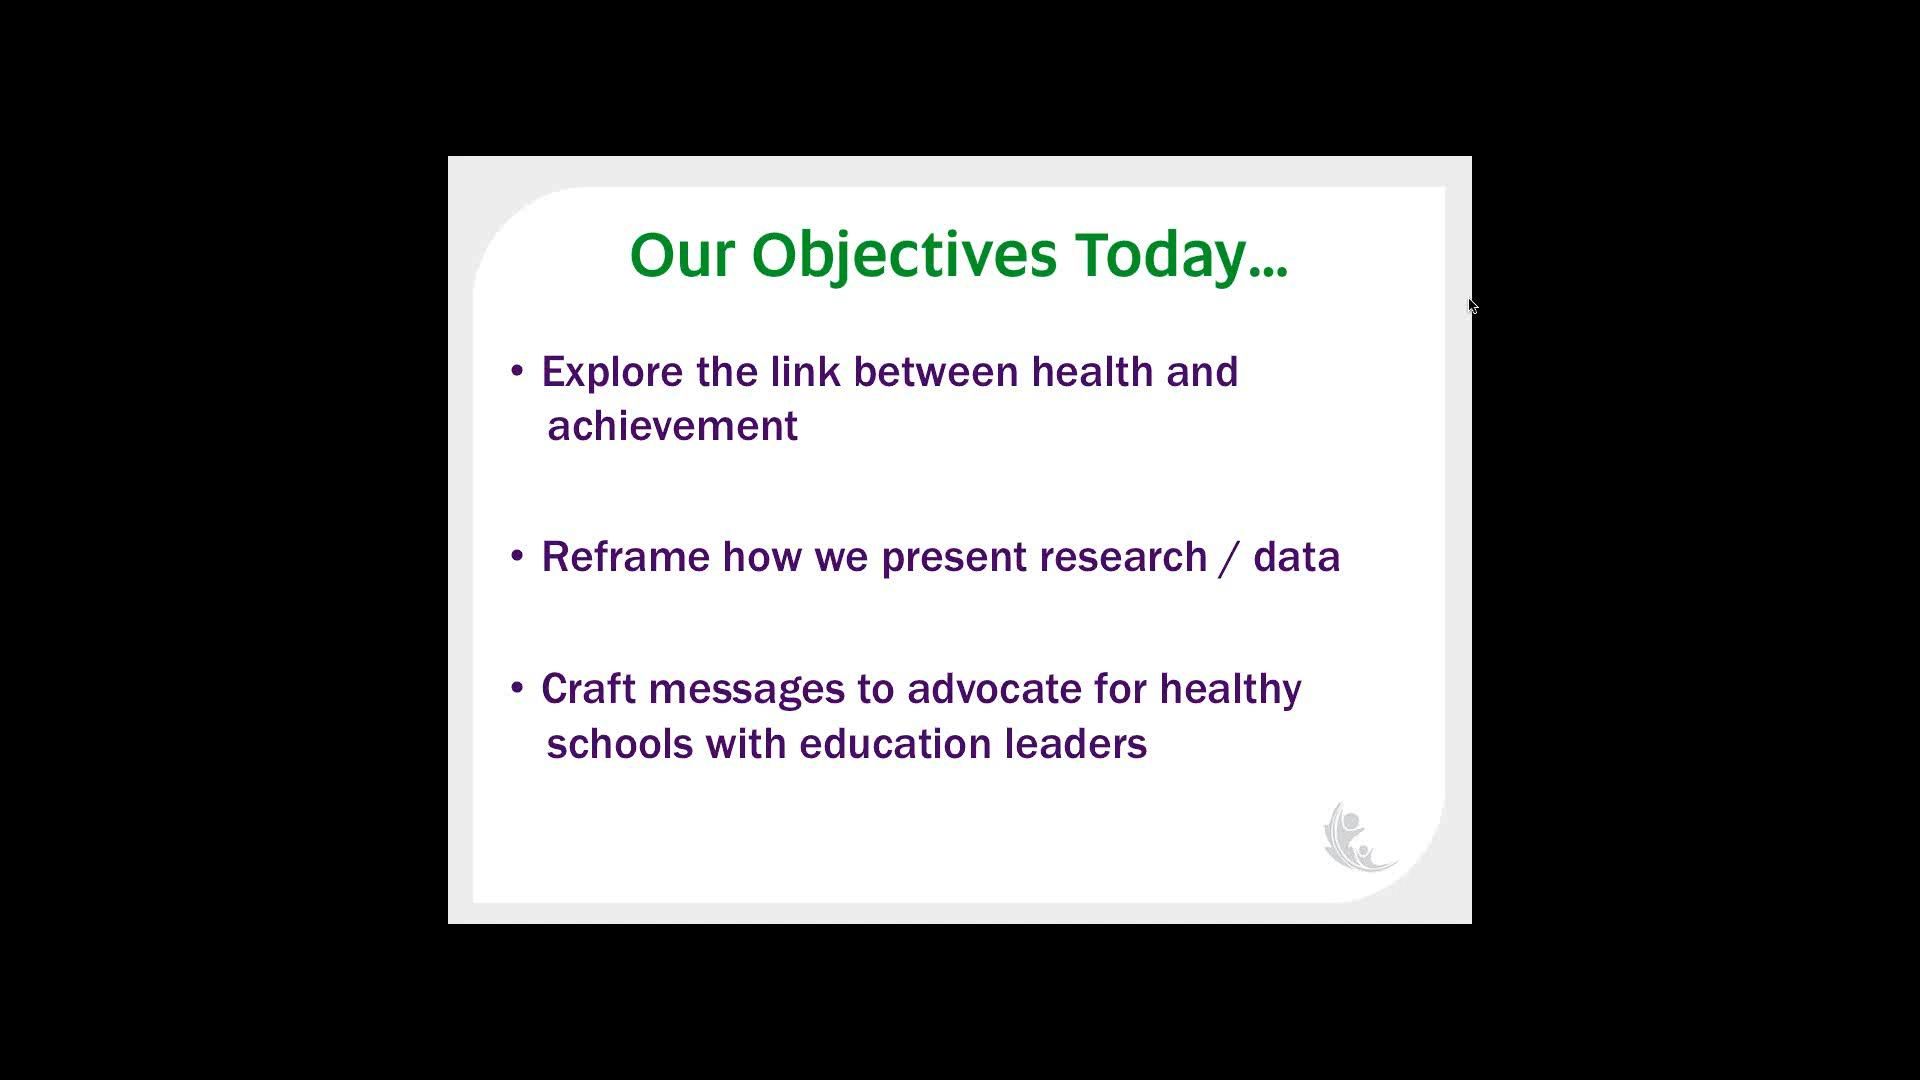 Our Objectives Today...
• Explore the link between health and
achievement
• Reframe how we present research / data
• Craft messages to advocate for healthy
schools with education leaders